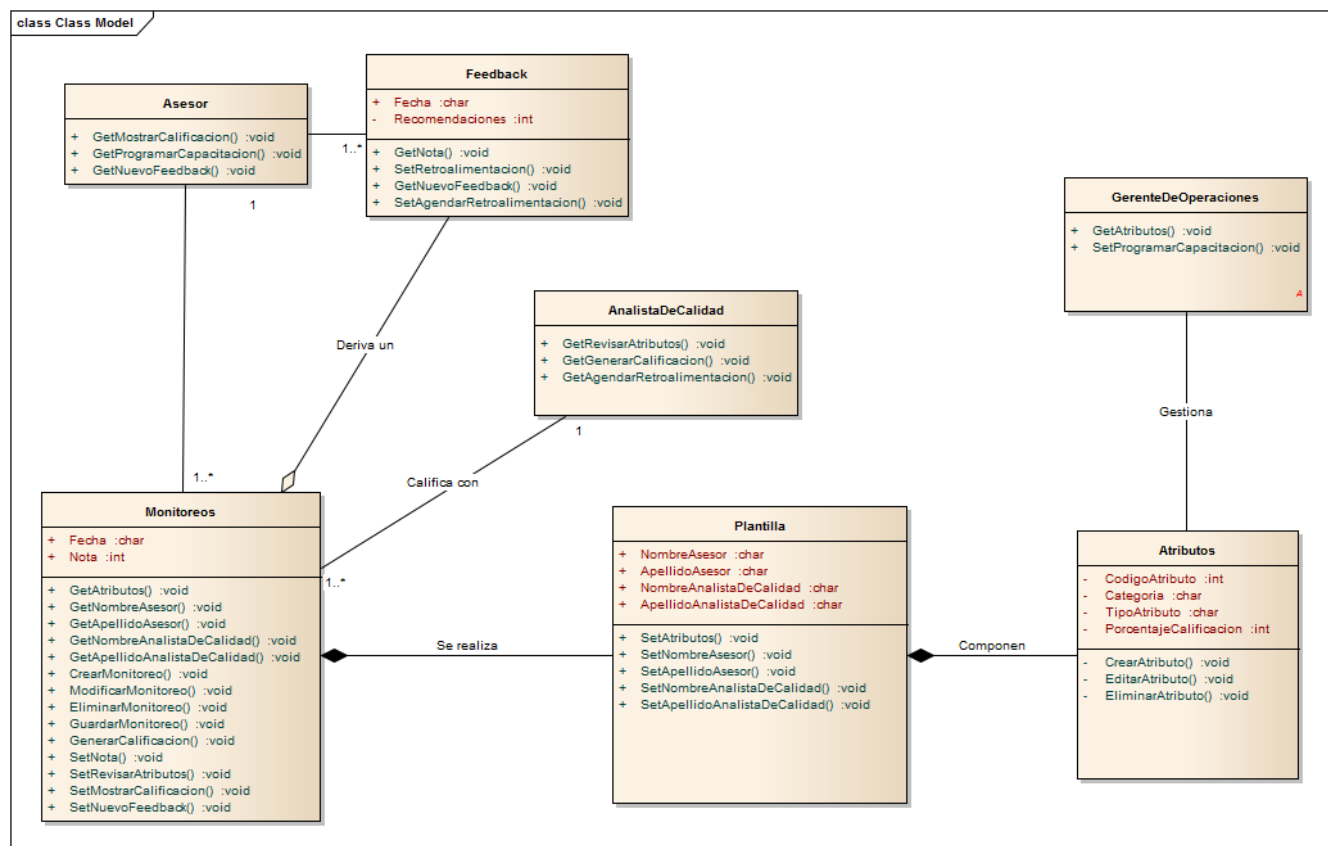 class Class Model
Asesor
+ GetMostrarCalificacion() :void
+ GetProgramarCapacitacion() :void
+ GetNuevoFeedback() :void
Feedback
+ Fecha :char
- Recomendaciones :int
+ GetNota() :void
+ SetRetroalimentacion() :void
+ GetNuevoFeedback() :void
+ SetAgendarRetroalimentacion() :void
1..*
1
GerenteDeOperaciones
+ GetAtributos() :void
+ SetProgramarCapacitacion() :void
A
AnalistaDeCalidad
+ GetRevisarAtributos() :void
+ GetGenerarCalificacion() :void
+ GetAgendarRetroalimentacion() :void
Deriva un
1
Gestiona
1..*
Califica con
Monitoreos
+ Fecha :char
+ Nota :int
+ GetAtributos() :void
+ GetNombreAsesor() :void
+ GetApellidoAsesor() :void
+ GetNombreAnalistaDeCalidad() :void
+ GetApellidoAnalistaDeCalidad() :void
+ CrearMonitoreo() :void
+ ModificarMonitoreo() :void
+ EliminarMonitoreo() :void
+ GuardarMonitoreo() :void
+ GenerarCalificacion() :void
+ SetNota() :void
+ SetRevisarAtributos() :void
+ SetMostrarCalificacion() :void
+ SetNuevoFeedback() :void
1..*
Se realiza
Plantilla
+ NombreAsesor :char
+ ApellidoAsesor :char
+ NombreAnalistaDeCalidad :char
+ ApellidoAnalistaDeCalidad :char
+ SetAtributos() :void
+ SetNombreAsesor() :void
+ SetApellidoAsesor() :void
+ SetNombreAnalistaDeCalidad() :void
+ SetApellidoAnalistaDeCalidad() :void
Componen
Atributos
- CodigoAtributo :int
- Categoria :char
- TipoAtributo :char
- PorcentajeCalificacion :int
- CrearAtributo() :void
- EditarAtributo() :void
- EliminarAtributo() :void